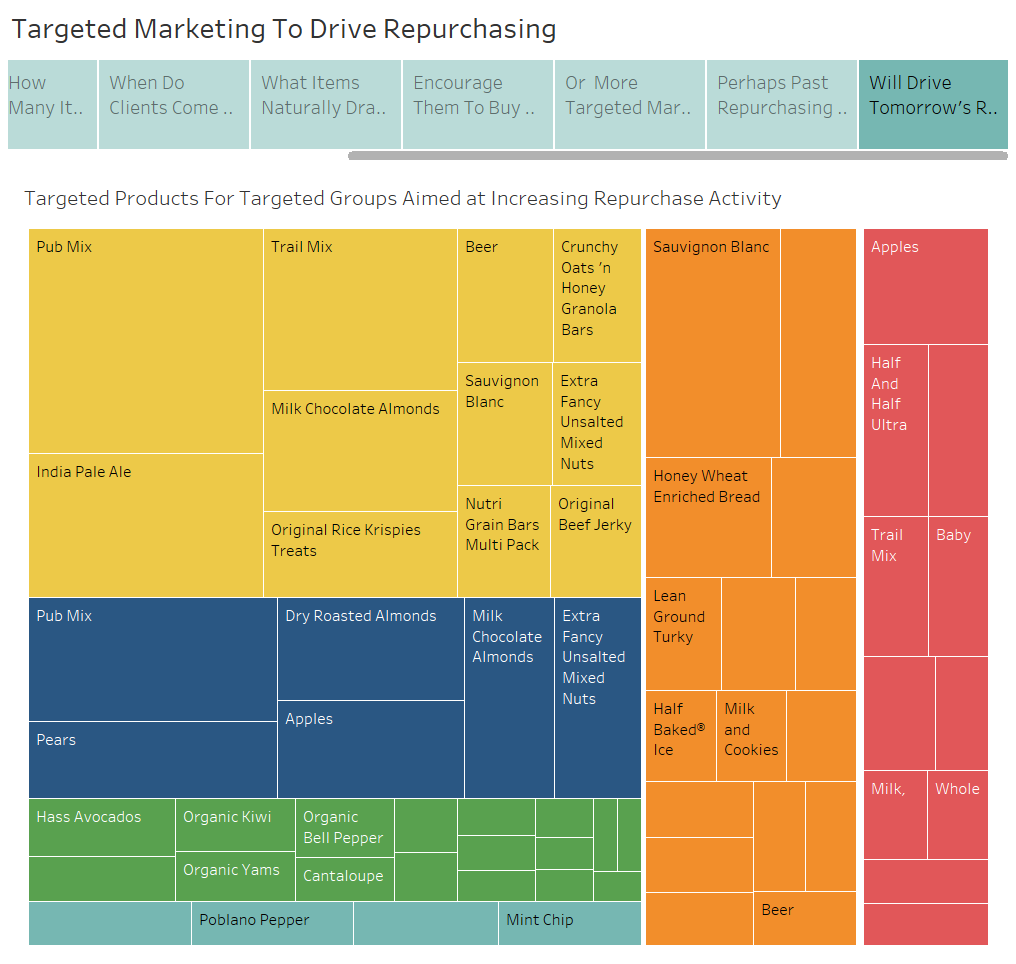 Targeted Marketing To Drive Repurchasing
How
Many It..
When Do
Clients Come ..
What Items
Naturally Dra..
Encourage
Them To Buy ..
Or  More
Targeted Mar..
Perhaps Past
Repurchasing ..
Will Drive
Tomorrow’s R..
Targeted Products For Targeted Groups Aimed at Increasing Repurchase Activity
Pub Mix
India Pale Ale
Trail Mix
Milk Chocolate Almonds
Original Rice Krispies
Treats
Beer
Crunchy
Oats ’n
Honey
Granola
Bars
Sauvignon
Blanc
Extra
Fancy
Unsalted
Mixed
Nuts
Nutri
Grain Bars
Multi Pack
Original
Beef Jerky
Pub Mix
Pears
Dry Roasted Almonds
Apples
Milk
Chocolate
Almonds
Extra
Fancy
Unsalted
Mixed
Nuts
Hass Avocados
Organic Kiwi
Organic Yams
Organic
Bell Pepper
Cantaloupe
Poblano Pepper
Mint Chip
Sauvignon Blanc
Honey Wheat
Enriched Bread
Lean
Ground
Turky
Half
Baked®
Ice
Milk
and
Cookies
Beer
Apples
Half
And
Half
Ultra
Trail
Mix
Baby
Milk,
Whole